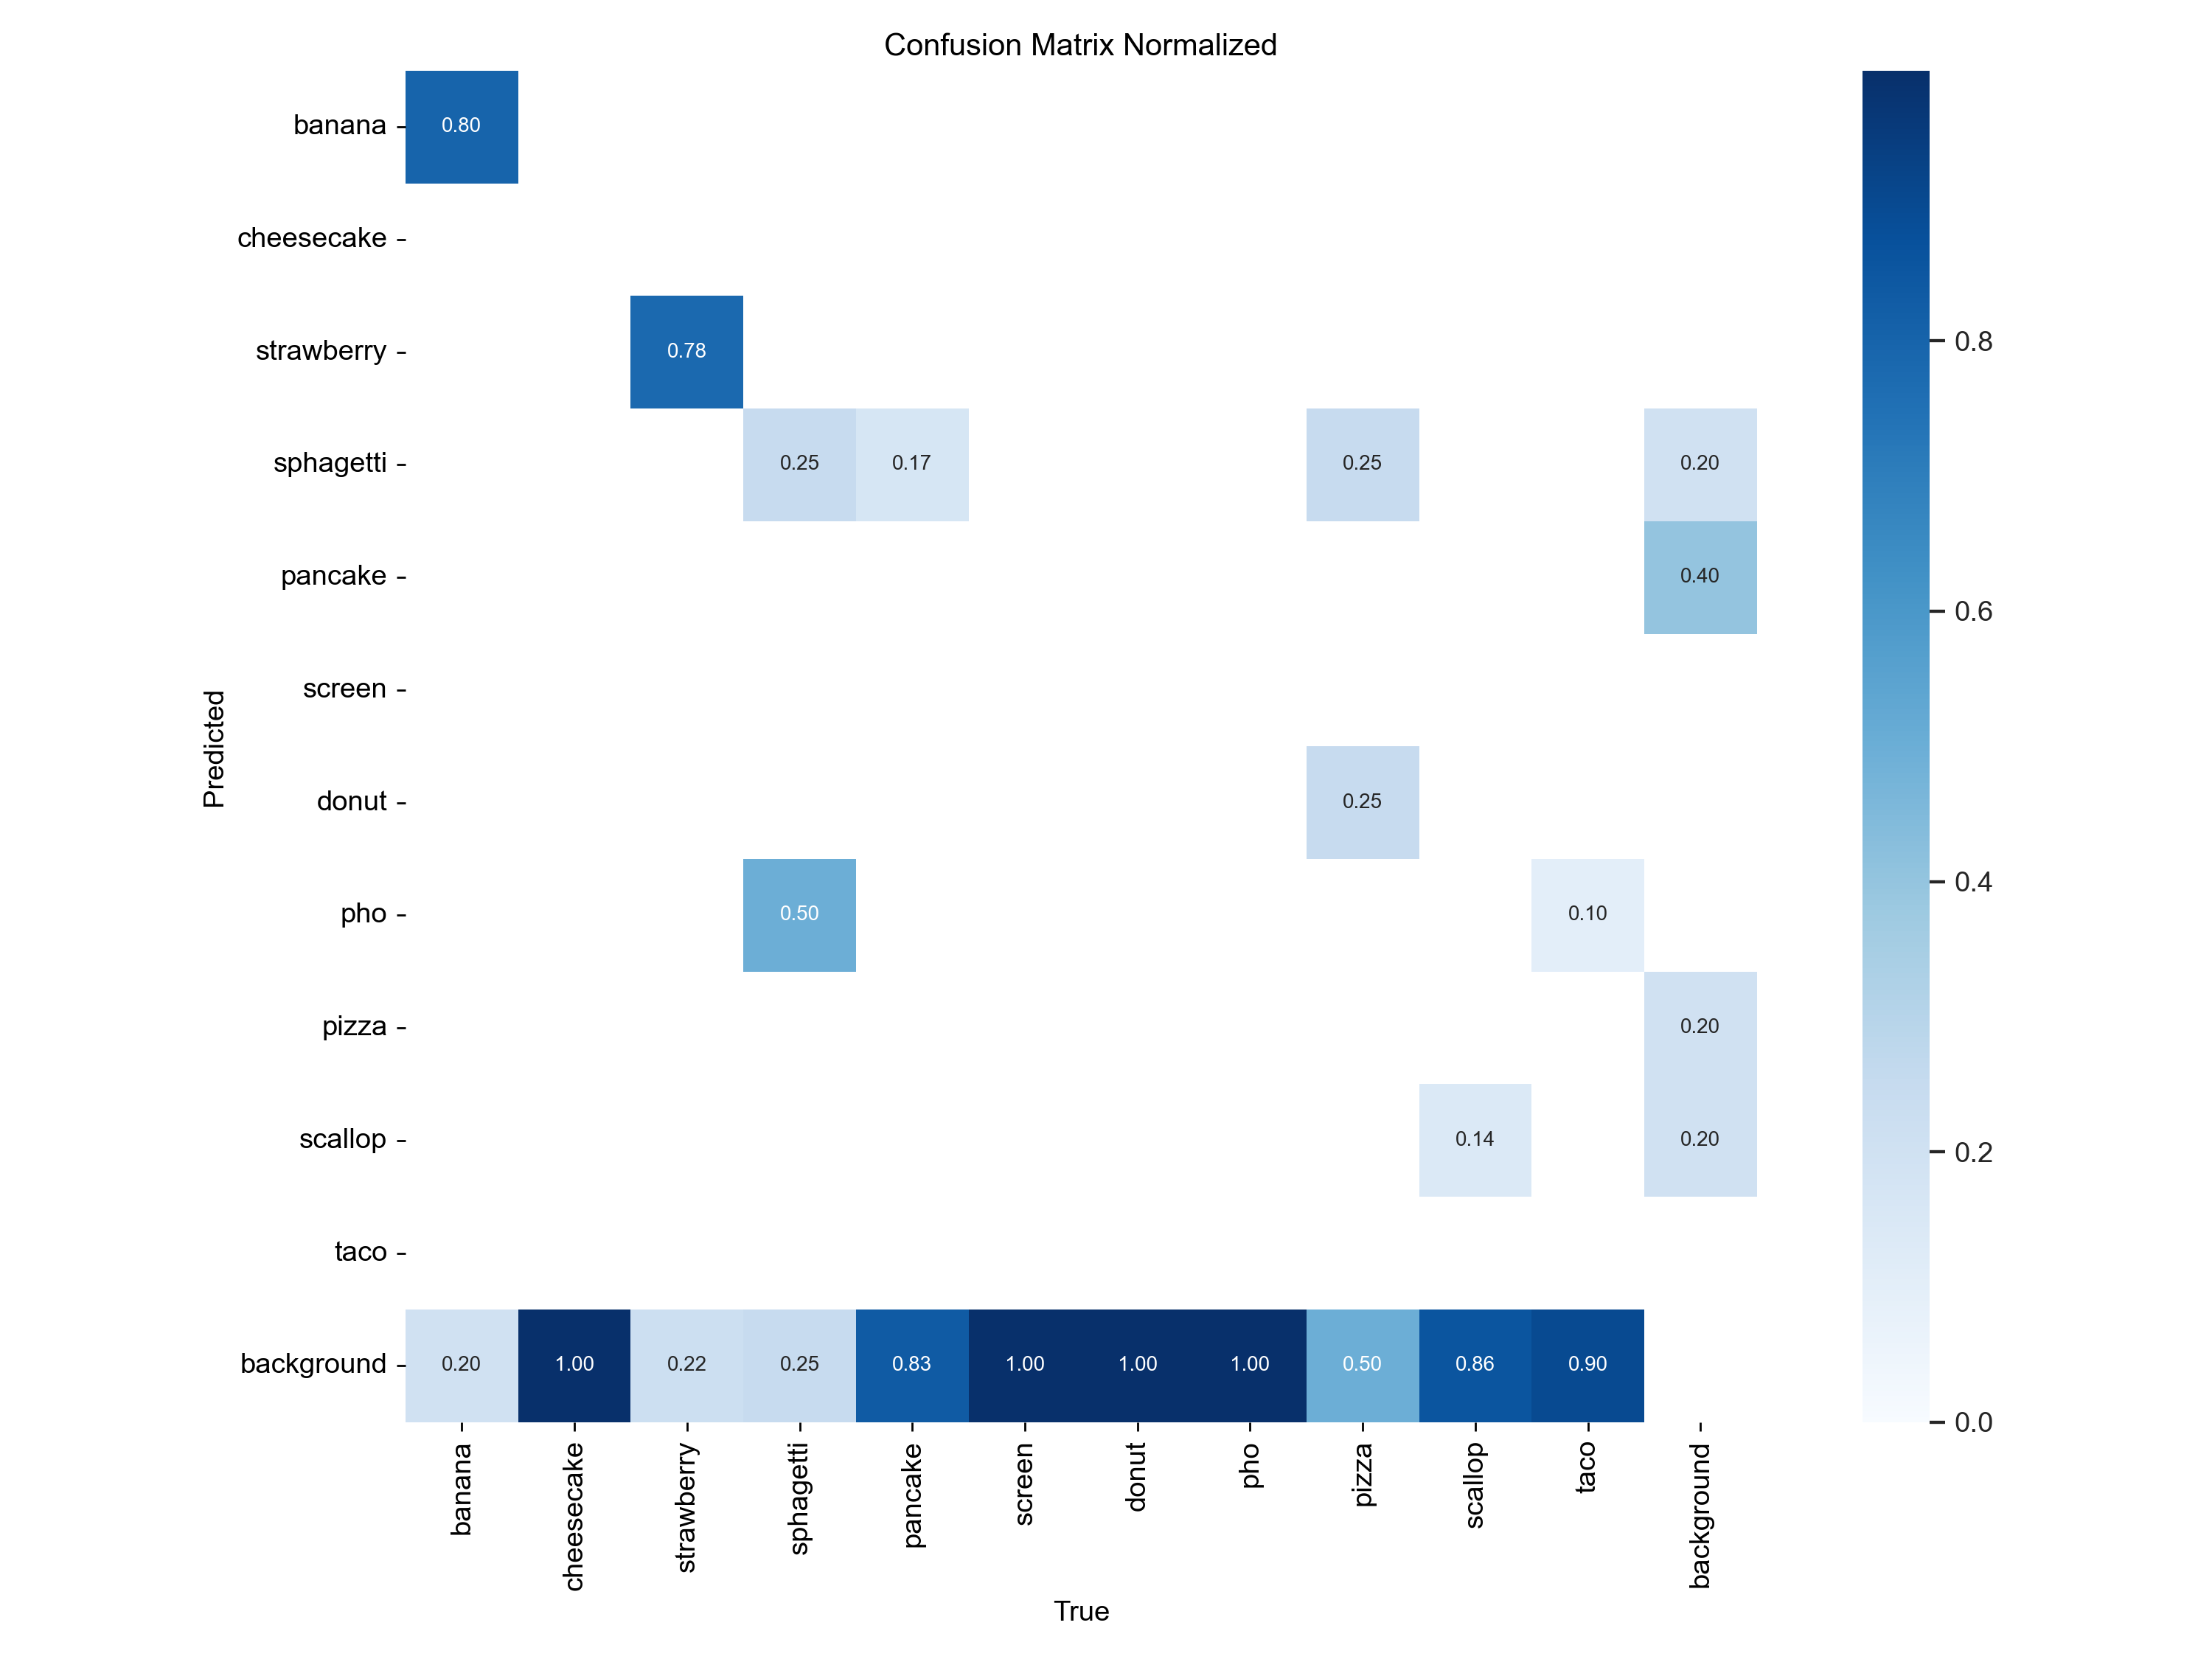 Confusion Matrix Normalized
banana
0.80
cheesecake
strawberry
0.78
0.8
sphagetti
0.25 0.17 0.25 0.20
pancake
0.40
0.6
screen
Predicted
donut
0.25
0.4
pho
0.50 0.10
pizza
0.20
scallop
0.14 0.20
0.2
taco
background
0.20 1.00 0.22 0.25 0.83 1.00 1.00 1.00 0.50 0.86 0.90
0.0
banana cheesecake strawberry sphagetti pancake screen donut pho pizza scallop taco background
True